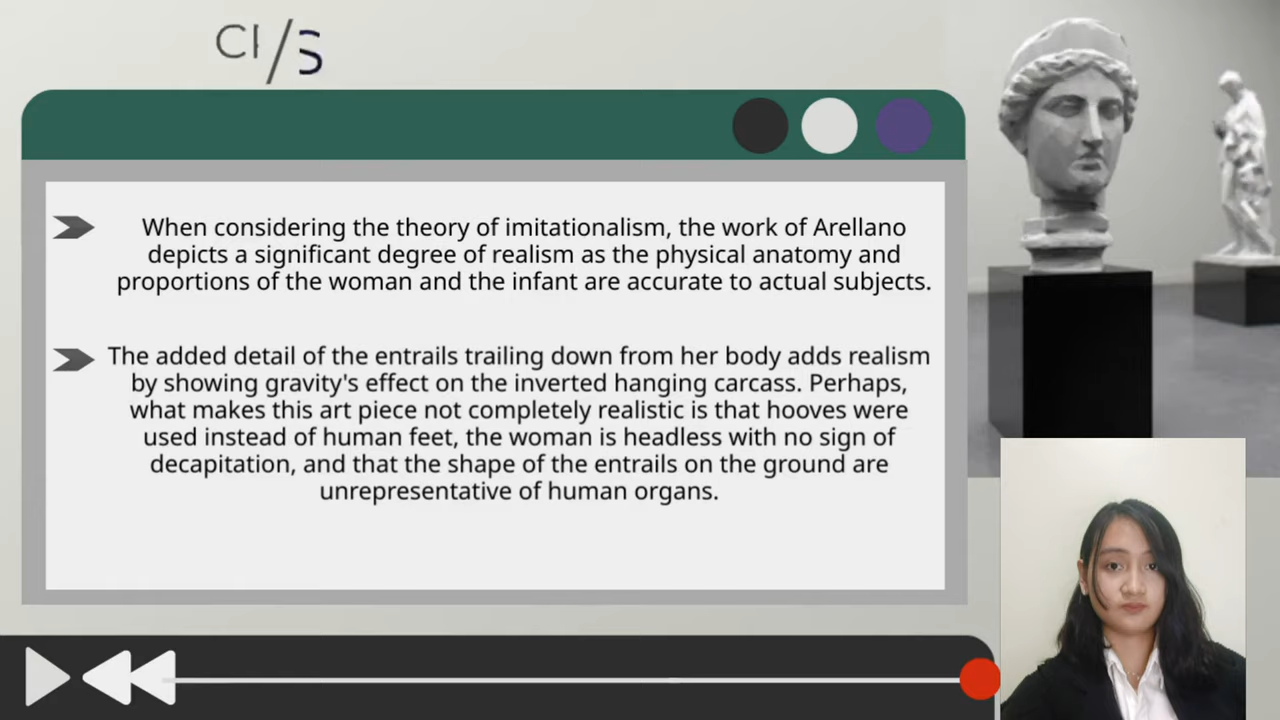 CI/S
When considering the theory of imitationalism, the work of Arellano
depicts a significant degree of realism as the physical anatomy and
proportions of the woman and the infant are accurate to actual subjects.
The added detail of the entrails trailing down from her body adds realism
by showing gravity's effect on the inverted hanging carcass. Perhaps,
what makes this art piece not completely realistic is that hooves were
used instead of human feet, the woman is headless with no sign of
decapitation, and that the shape of the entrails on the ground are
unrepresentative of human organs.